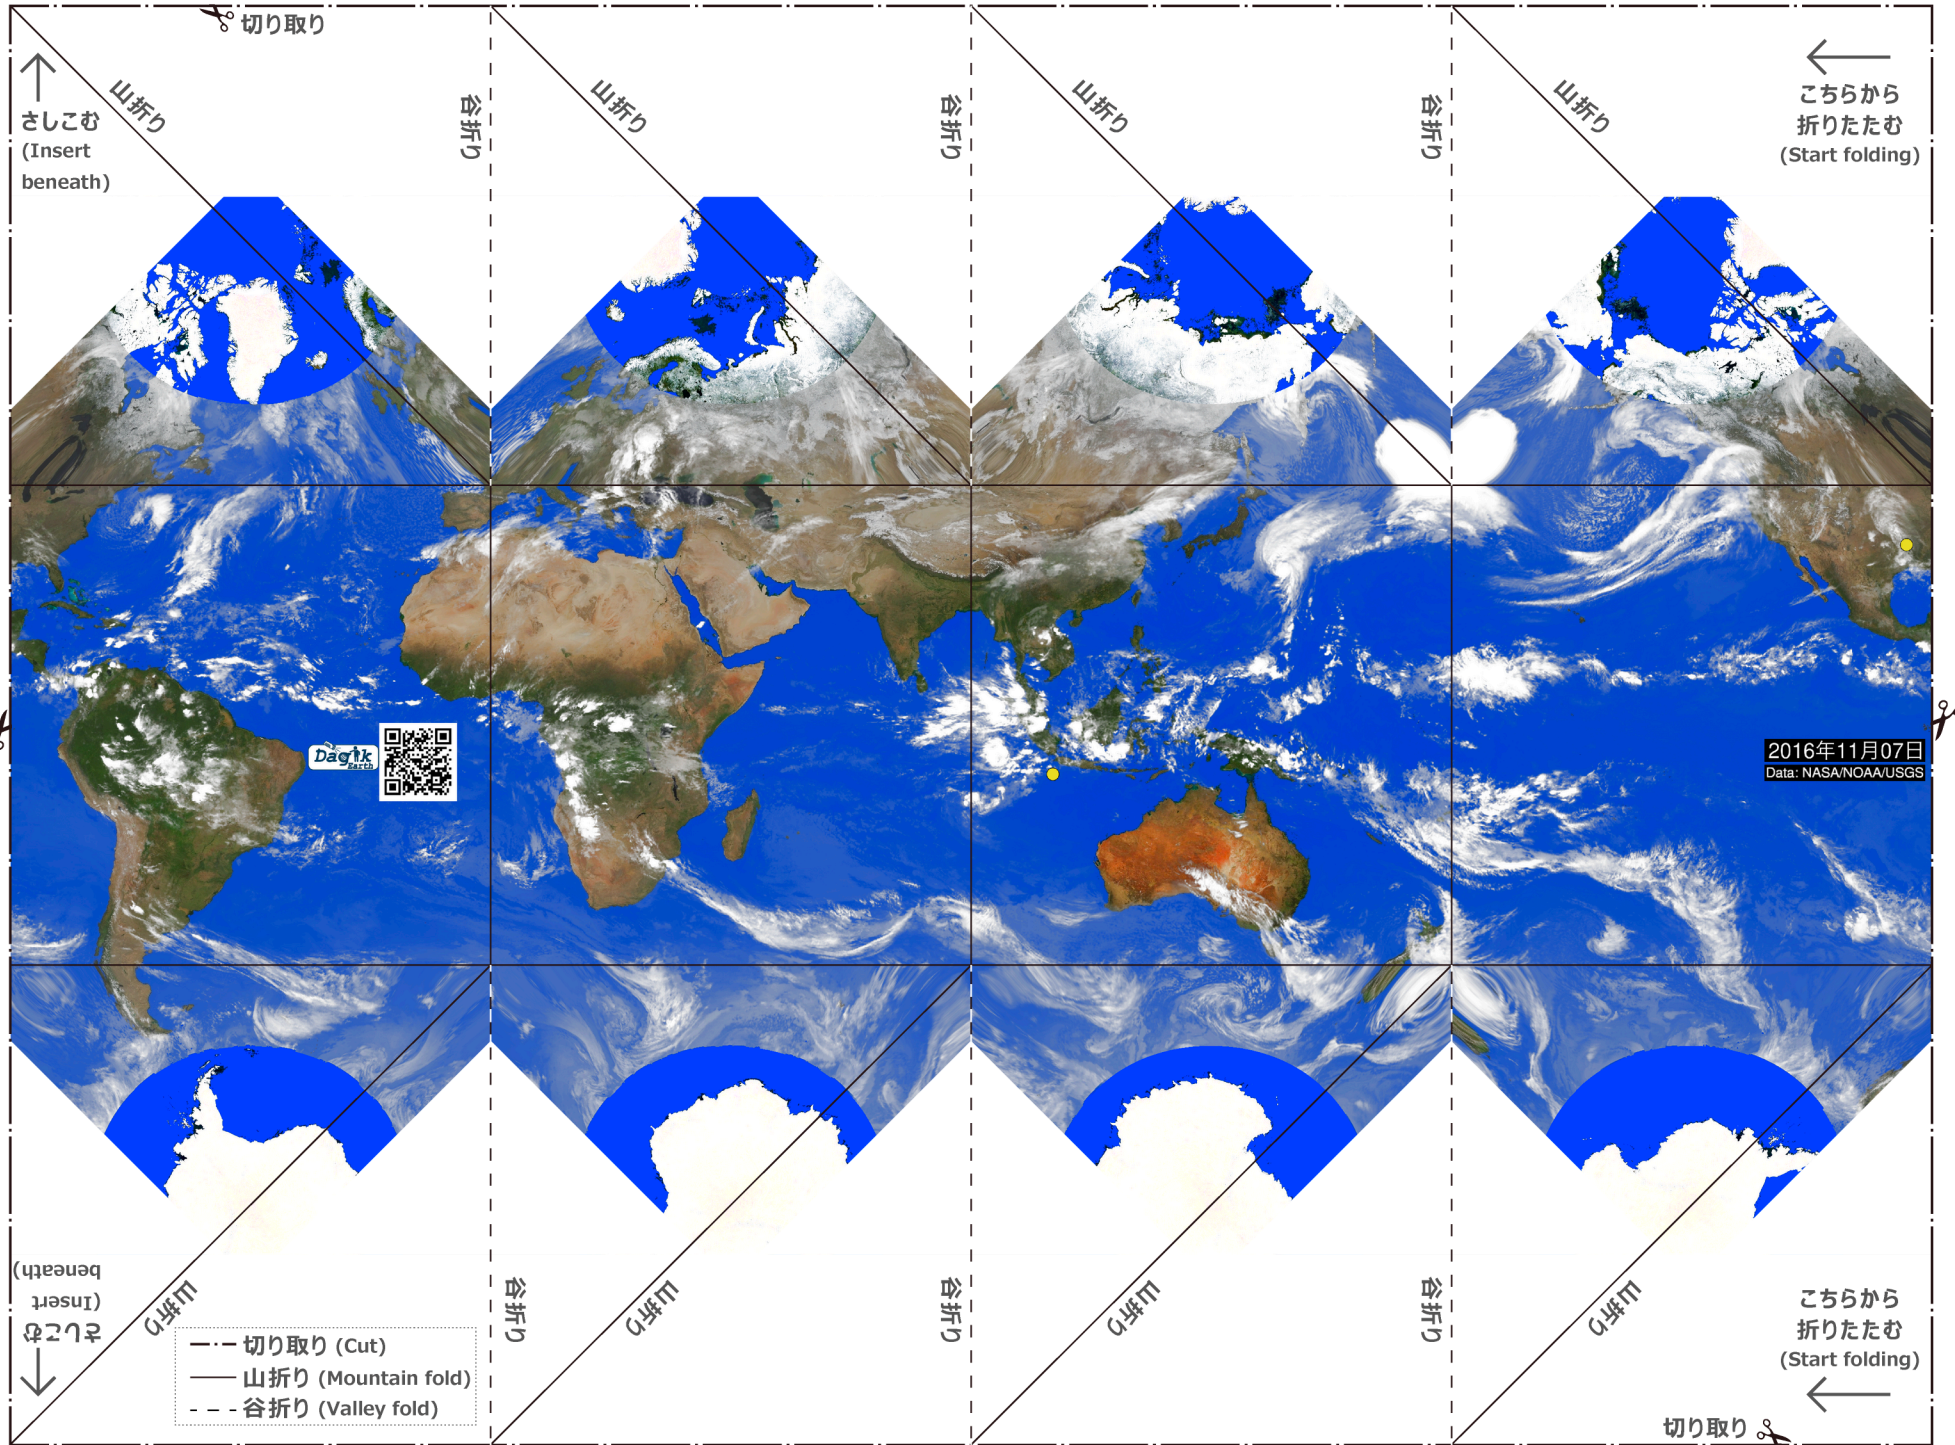 切り取り
さしこむ
(Insert
beneath)
山折り
谷折り
山折り
谷折り
山折り
谷折り
山折り
こちらから
折りたたむ
(Start folding)
Dagik
Earth
2016年11月07日
Data: NASA/NOAA/USGS
さしこむ
(Insert
beneath)
山折り
谷折り
山折り
谷折り
山折り
谷折り
山折り
こちらから
折りたたむ
(Start folding)
切り取り (Cut)
山折り (Mountain fold)
谷折り (Valley fold)
切り取り